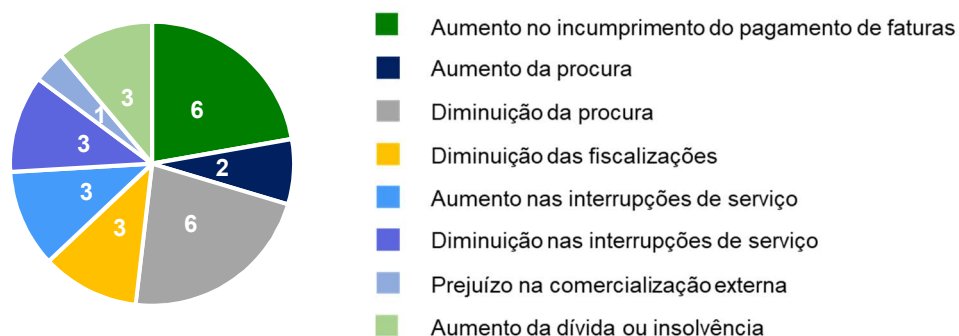 6
2
6
3
3
3
1
3
Aumento no incumprimento do pagamento de faturas
Aumento da procura
Diminuição da procura
Diminuição das fiscalizações
Aumento nas interrupções de serviço
Diminuição nas interrupções de serviço
Prejuízo na comercialização externa
Aumento da dívida ou insolvência